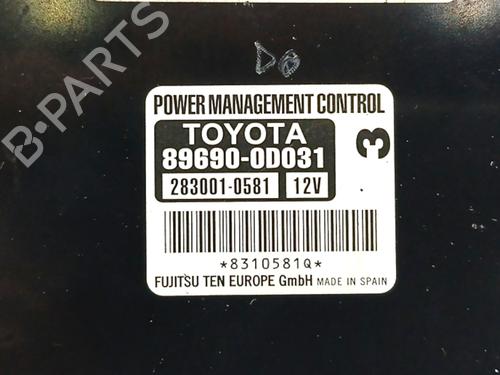 D6
POWER MANAGEMENT CONTROL
TOYOTA
89690-0D031
283001-0581 12V
3
*8310581Q*
FUJITSU TEN EUROPE GmbH MADE IN SPAIN
B-PARTS